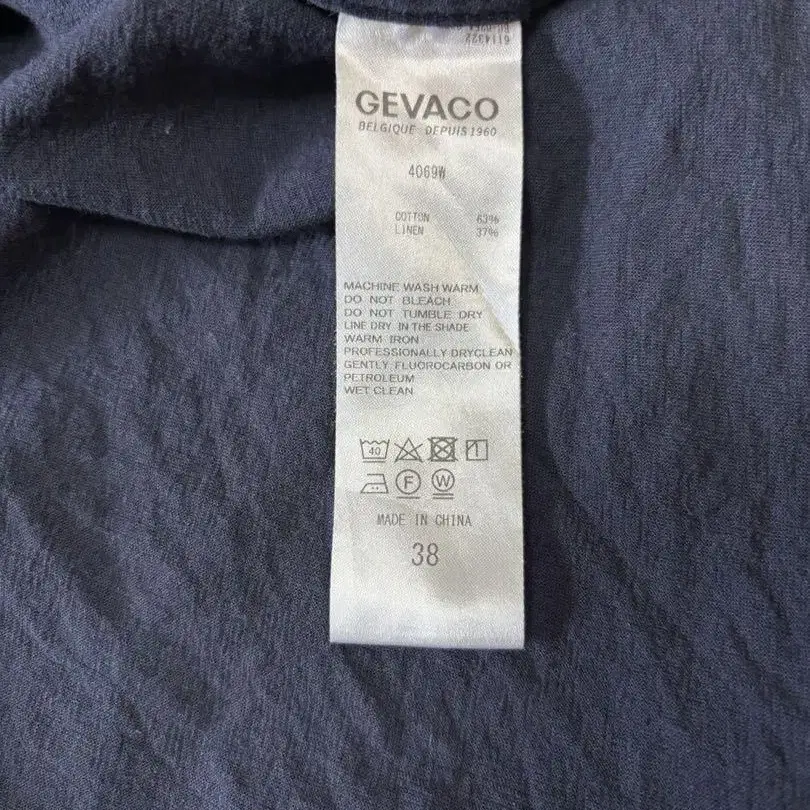 GEVACO
BELGIQUE DEPUIS 1960
4069W
COTTON 63%
LINEN 37%
MACHINE WASH WARM
DO NOT BLEACH
DO NOT TUMBLE DRY
LINE DRY IN THE SHADE
WARM IRON
PROFESSIONALLY DRYCLEAN
GENTLY FLUOROCARBON OR
PETROLEUM
WET CLEAN
40
F
W
MADE IN CHINA
38